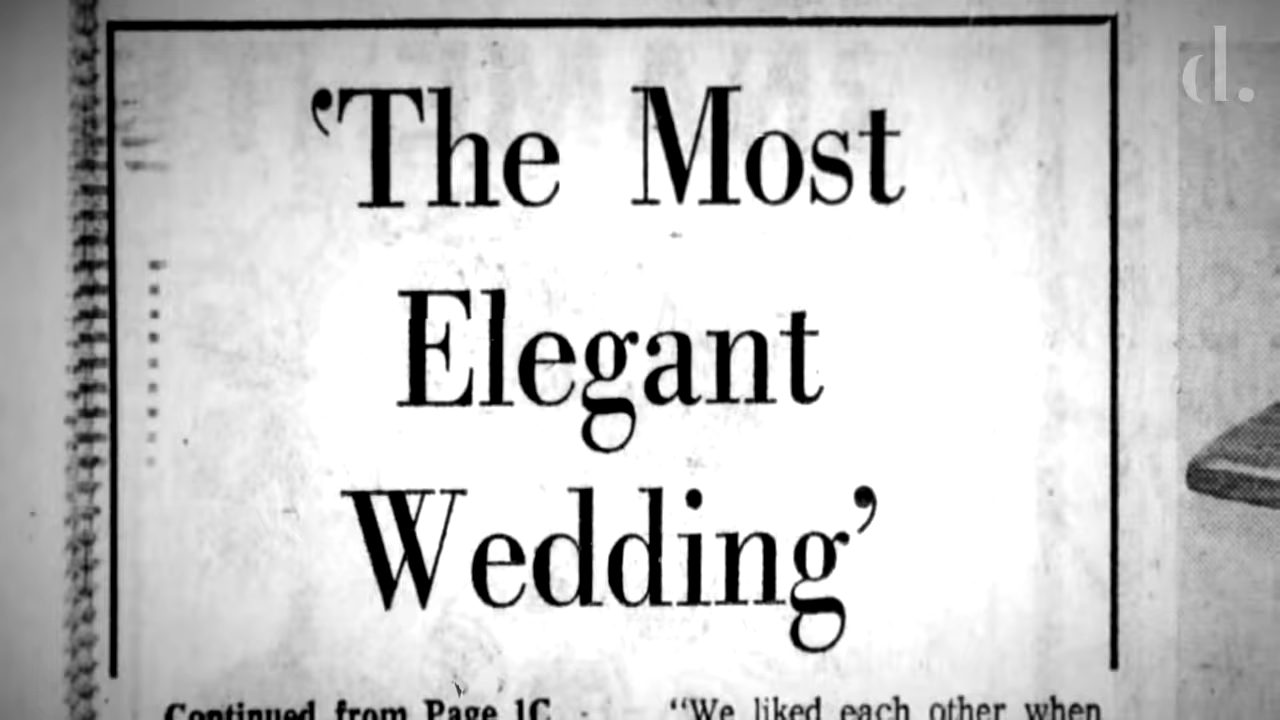 d.
‘The Most
Elegant
Wedding’
Continued from Page 1C
“We liked each other when